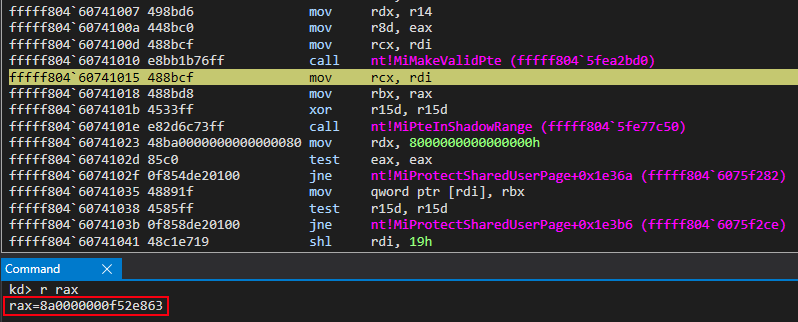 fffff804`60741007 498bd6 mov rdx, r14
fffff804`6074100a 448bc0 mov r8d, eax
fffff804`6074100d 488bcf mov rcx, rdi
fffff804`60741010 e8bb1b76ff call nt!MiMakeValidPte (fffff804`5fea2bd0)
fffff804`60741015 488bcf mov rcx, rdi
fffff804`60741018 488bd8 mov rbx, rax
fffff804`6074101b 4533ff xor r15d, r15d
fffff804`6074101e e82d6c73ff call nt!MiPteInShadowRange (fffff804`5fe77c50)
fffff804`60741023 48ba0000000000000080 mov rdx, 8000000000000000h
fffff804`6074102d 85c0 test eax, eax
fffff804`6074102f 0f854de20100 jne nt!MiProtectSharedUserPage+0x1e36a (fffff804`6075f282)
fffff804`60741035 48891f mov qword ptr [rdi], rbx
fffff804`60741038 4585ff test r15d, r15d
fffff804`6074103b 0f858de20100 jne nt!MiProtectSharedUserPage+0x1e3b6 (fffff804`6075f2ce)
fffff804`60741041 48c1e719 shl rdi, 19h
Command X
kd> r rax
rax=8a0000000f52e863